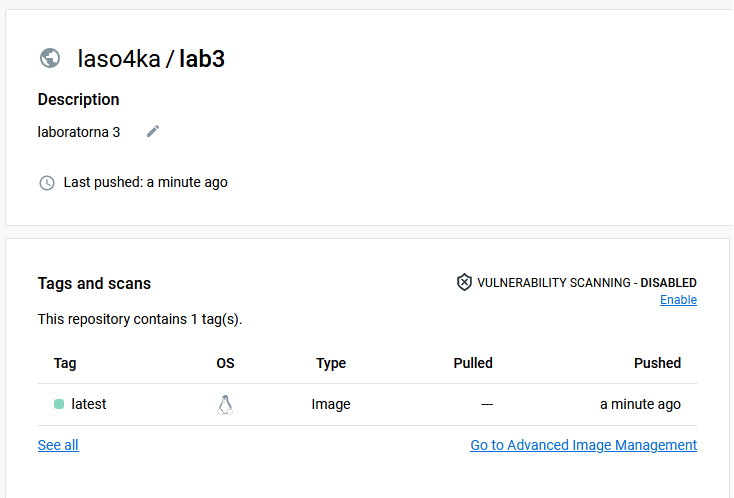 laso4ka / lab3
Description
laboratorna 3
Last pushed: a minute ago
Tags and scans
VULNERABILITY SCANNING - DISABLED
Enable
This repository contains 1 tag(s).
Tag OS Type Pulled Pushed
latest Image --- a minute ago
See all Go to Advanced Image Management